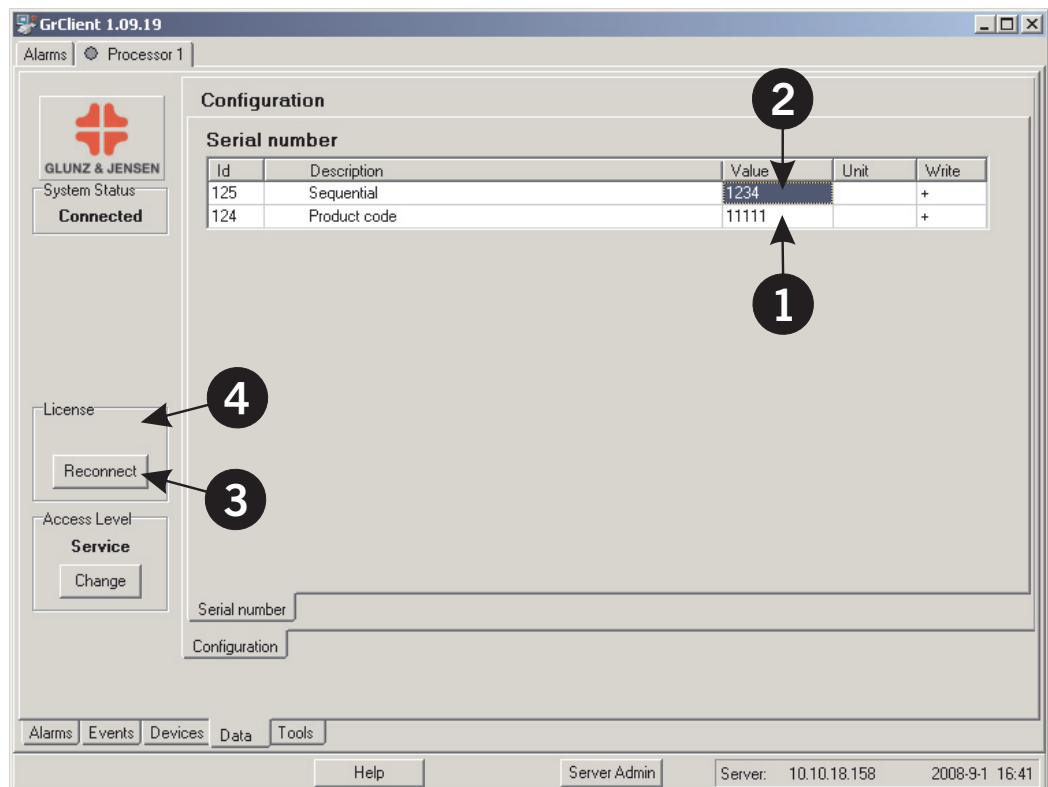 GrClient 1.09.19
Alarms Processor 1
Configuration
2
Serial number
GLUNZ & JENSEN
Id Description Value Unit Write
System Status
125 Sequential 1234 +
Connected
124 Product code 11111 +
1
4
License
Reconnect
3
Access Level
Service
Change
Serial number
Configuration
Alarms Events Devices Data Tools
Help Server Admin Server: 10.10.18.158 2008-9-1 16:41